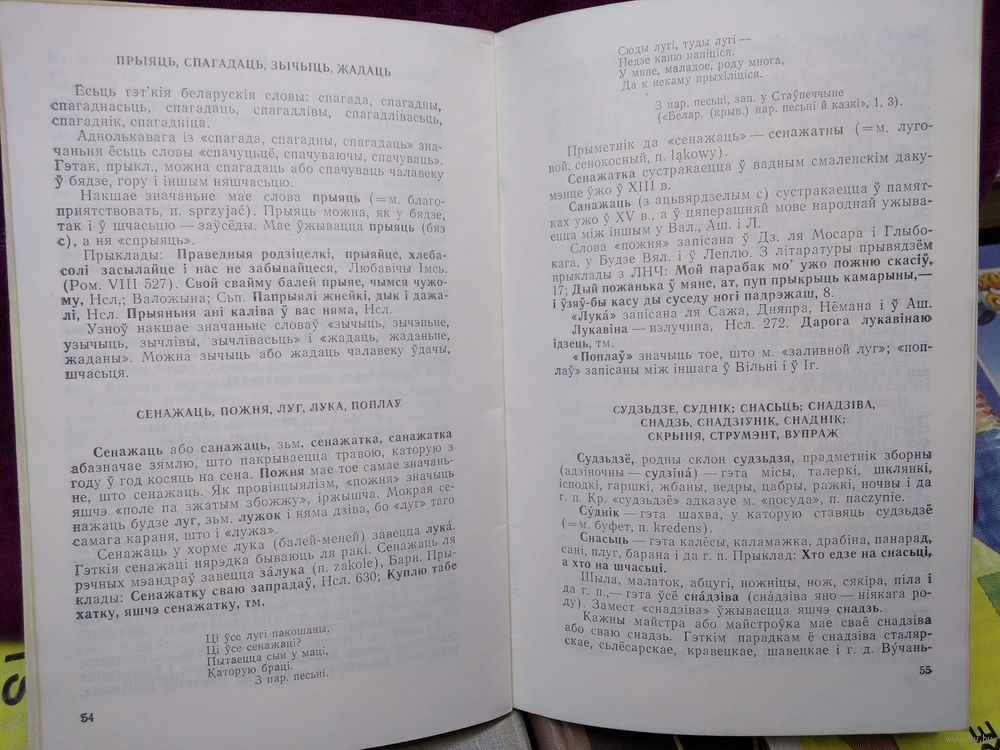 ПРЫЯЦЬ, СПАГАДАЦЬ, ЗЫЧЫЦЬ, ЖАДАЦЬ
Ёсьць гэт'кія беларускія словы: спагада, спагадны,
спагаднасьць, спагадаць, спагадлівы, спагадлівасьць,
спагаднік, спагадніца.
Аднолькавага із «спагада, спагадны, спагадаць» зна-
чаньня ёсьць словы «спачуцьцё, спачуваючы, спачуваць».
Гэтак, прыкл., можна спагадаць або спачуваць чалавеку
ў бядзе, гору і іншым няшчасьцю.
Накшае значаньне мае слова прыяць (=м. благо-
приятствовать, п. sprzyjać). Прыяць можна, як у бядзе,
так і ў шчасьцю — заўсёды. Мае ўжывацца прыяць (бяз
с), а ня «спрыяць».
Прыклады: Праведныя родзіцелкі, прыяйце, хлеба-
солі засылайце і нас не забывайцеся, Любавічы Імсь.
(Ром. VIII 527). Свой свайму балей прыяе, чымся чужо-
му, Нсл,; Валожына; Сьп. Папрыялі жнейкі, дык і дажа-
лі, Нсл. Прыяньня ані каліва ў вас няма, Нсл.
Узноў накшае значаньне словаў «зычыць, зычэньне,
узычыць, зычлівы, зычлівасьць» і «жадаць, жаданьне,
жаданы». Можна зычыць або жадаць чалавеку ўдачы,
шчасьця.
СЕНАЖАЦЬ, ПОЖНЯ, ЛУГ, ЛУКА, ПОПЛАУ
Сенажаць або санажаць, зьм. сенажатка, санажатка
абазначае зямлю, што пакрываецца травою, каторую з
году ў год косяць на сена. Пожня мае тое самае значань-
не, што сенажаць. Як провінцыялізм, «пожня» значыць
яшчэ «поле па зжатым збожжу», іржышча. Мокрая се-
нажаць будзе луг, зьм. лужок і няма дзіва, бо «луг» таго
самага караня, што і «лужа».
Сенажаць у хорме лука (балей-меней) завецца лука́.
Гэткія сенажаці нярэдка бываюць ля ракі. Сенажаць ля
рэчных мэандраў завецца за́лука (п. zakole), Барн. Пры-
клады: Сенажатку сваю запрадаў, Нсл. 630; Куплю табе
хатку, яшчэ сенажатку, тм.
Ці ўсе лугі пакошаны,
Ці ўсе сенажаці?
Пытаецца сын у маці,
Каторую браці.
З нар. песьні.
54
Сюды лугі, туды лугі —
Недзе каню напіціся.
У мяне, маладое, роду многа,
Да к некаму прыхіліціся.
З нар. песьні, зап. у Стаўпеччыне
(«Белар. (крыв.) нар. песьні й казкі», 1, 3).
Прыметнік да «сенажаць» — сенажатны (=м. луго-
вой, сенокосный, п. łąkowy).
Сенажатка сустракаецца ў вадным смаленскім даку-
мэнце ўжо ў XIII в.
Санажаць (з ацьвярдзелым с) сустракаецца ў памят-
ках ужо ў XV в., а ў цяперашняй мове народнай ужыва-
ецца між іншым у Вал., Аш. і Л.
Слова «пожня» запісана ў Дз. ля Мосара і Глыбо-
кага, у Будзе Вял. і ў Леплю. З літаратуры прывядзём
прыклады з ЛНЧ: Мой парабак мо' ужо пожню скасіў,
17; Дый пожанька ў мяне, ат, пуп прыкрыць камарыны,—
і ўзяў-бы касу ды суседу ногі падрэжаш, 8.
«Лука́» запісана ля Сажа, Дняпра, Нёмана і ў Аш.
Лукавіна — излучина, Нсл. 272. Дарога лукавінаю
ідзець, тм.
«Поплаў» значыць тое, што м. «заливной луг»; «поп-
лаў» запісаны між іншага ў Вільні і ў Іг.
СУДЗЬДЗЕ, СУДНІК; СНАСЬЦЬ; СНАДЗІВА,
СНАДЗЬ, СНАДЗІЎНІК, СНАДНІК;
СКРЫНЯ, СТРУМЭНТ, ВУПРАЖ
Судзьдзё, родны склон судзьдзя, прадметнік зборны
(адзіночны — судзіна́) — гэта місы, талеркі, шклянкі,
ісподкі, гаршкі, жбаны, ведры, цабры, ражкі, ночвы і да
г. п. Кр. «судзьдзё» адказуе м. «посуда», п. naczynie.
Су́днік — гэта шахва, у каторую ставяць судзьдзё
(=м. буфет, п. kredens).
Снасьць — гэта калёсы, каламажка, драбіна, панарад,
сані, плуг, барана і да г. п. Прыклад: Хто едзе на снасьці,
а хто на шчасьці.
Шыла, малаток, абцугі, ножніцы, нож, сякіра, піла і
да г. п.,— гэта ўсё сна́дзіва (снадзіва яно — ніякага ро-
ду). Замест «снадзіва» ўжываецца яшчэ снадзь.
Кажны майстра або майстроўка мае сваё снадзіва
або сваю снадзь. Гэткім парадкам ё снадзіва сталяр-
скае, сьлёсарскае, кравецкае, шавецкае і г. д. Вўчань-
55